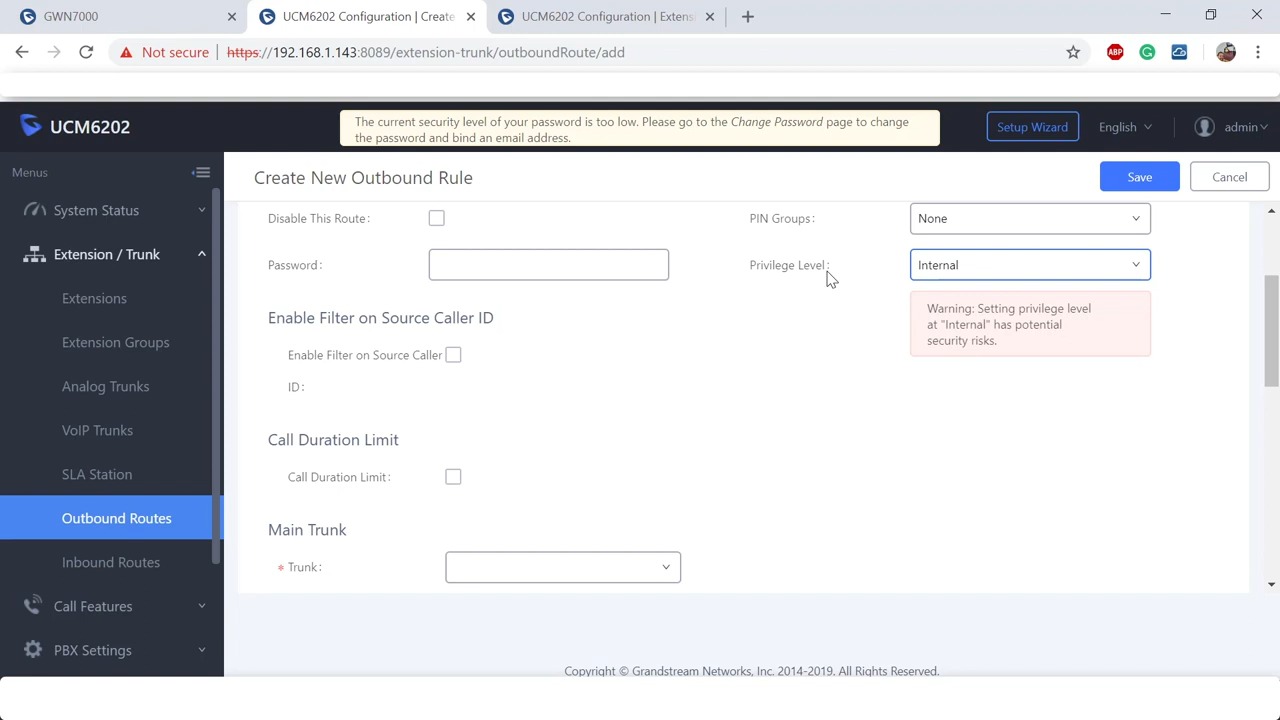 GWN7000
UCM6202 Configuration | Create
UCM6202 Configuration | Extens
Not secure
https://192.168.1.143:8089/extension-trunk/outboundRoute/add
ABP
UCM6202
The current security level of your password is too low. Please go to the Change Password page to change
the password and bind an email address.
Setup Wizard
English
admin
Menus
Create New Outbound Rule
Save
Cancel
System Status
Extension / Trunk
Extensions
Extension Groups
Analog Trunks
VoIP Trunks
SLA Station
Outbound Routes
Inbound Routes
Call Features
PBX Settings
Disable This Route:
PIN Groups:
None
Password:
Privilege Level:
Internal
Warning: Setting privilege level
at "Internal" has potential
security risks.
Enable Filter on Source Caller ID
Enable Filter on Source Caller
ID:
Call Duration Limit
Call Duration Limit:
Main Trunk
* Trunk:
Copyright © Grandstream Networks, Inc. 2014-2019. All Rights Reserved.